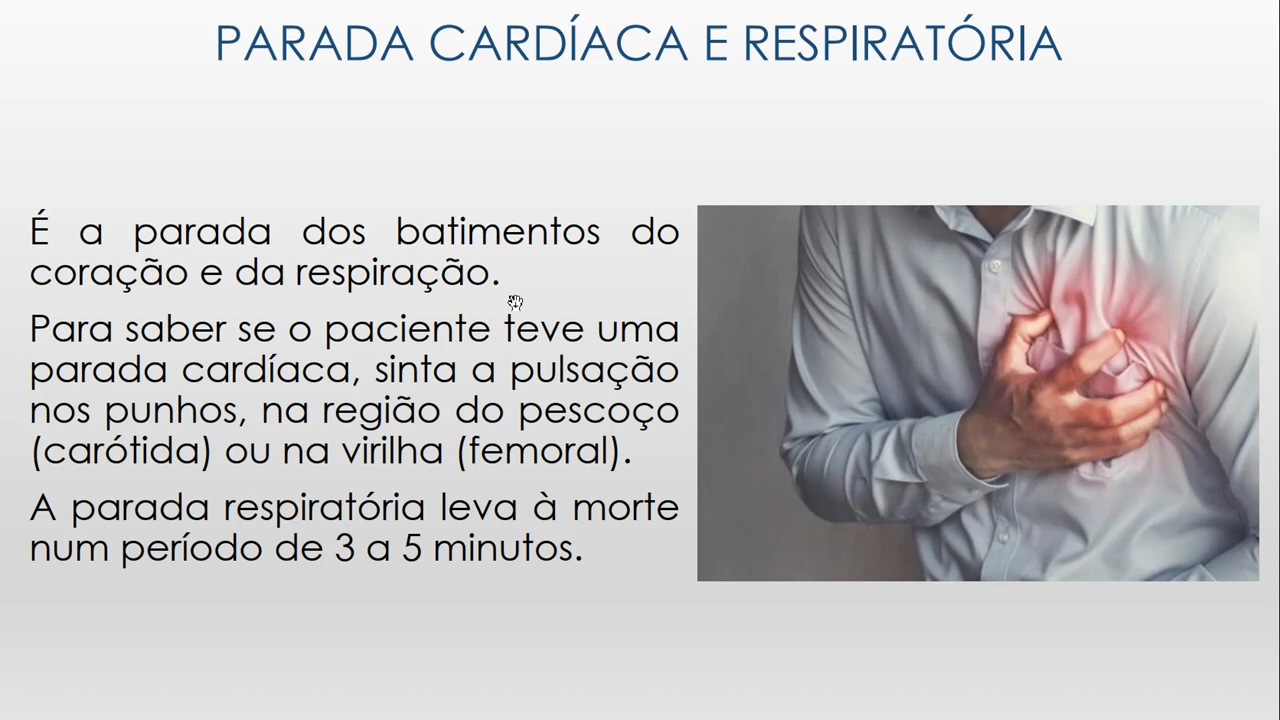 PARADA CARDÍACA E RESPIRATÓRIA
É a parada dos batimentos do
coração e da respiração.
Para saber se o paciente teve uma
parada cardíaca, sinta a pulsação
nos punhos, na região do pescoço
(carótida) ou na virilha (femoral).
A parada respiratória leva à morte
num período de 3 a 5 minutos.